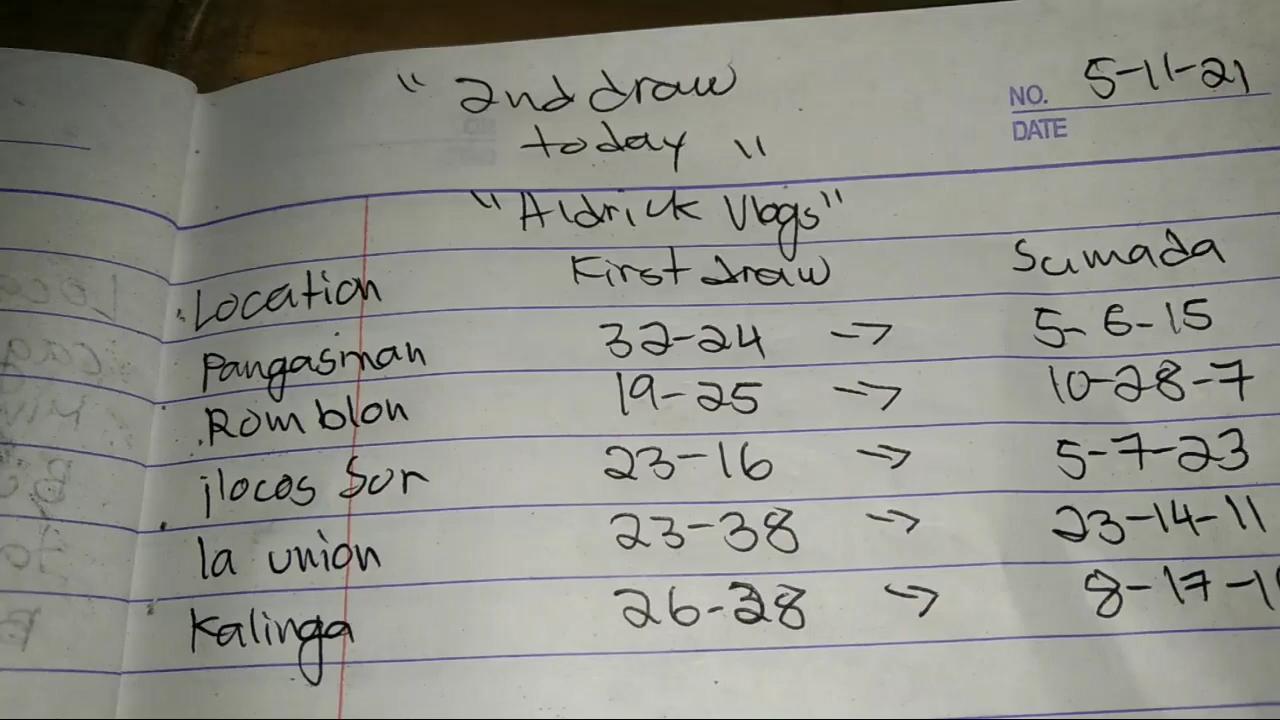 "2nd draw
today"
NO. 5-11-21
DATE
"Aldrick Vlogs"
Location First draw Sumada
Pangasinan 32-24 -> 5-6-15
Romblon 19-25 -> 10-28-7
ilocos Sur 23-16 -> 5-7-23
la union 23-38 -> 23-14-11
Kalinga 26-28 -> 8-17-1